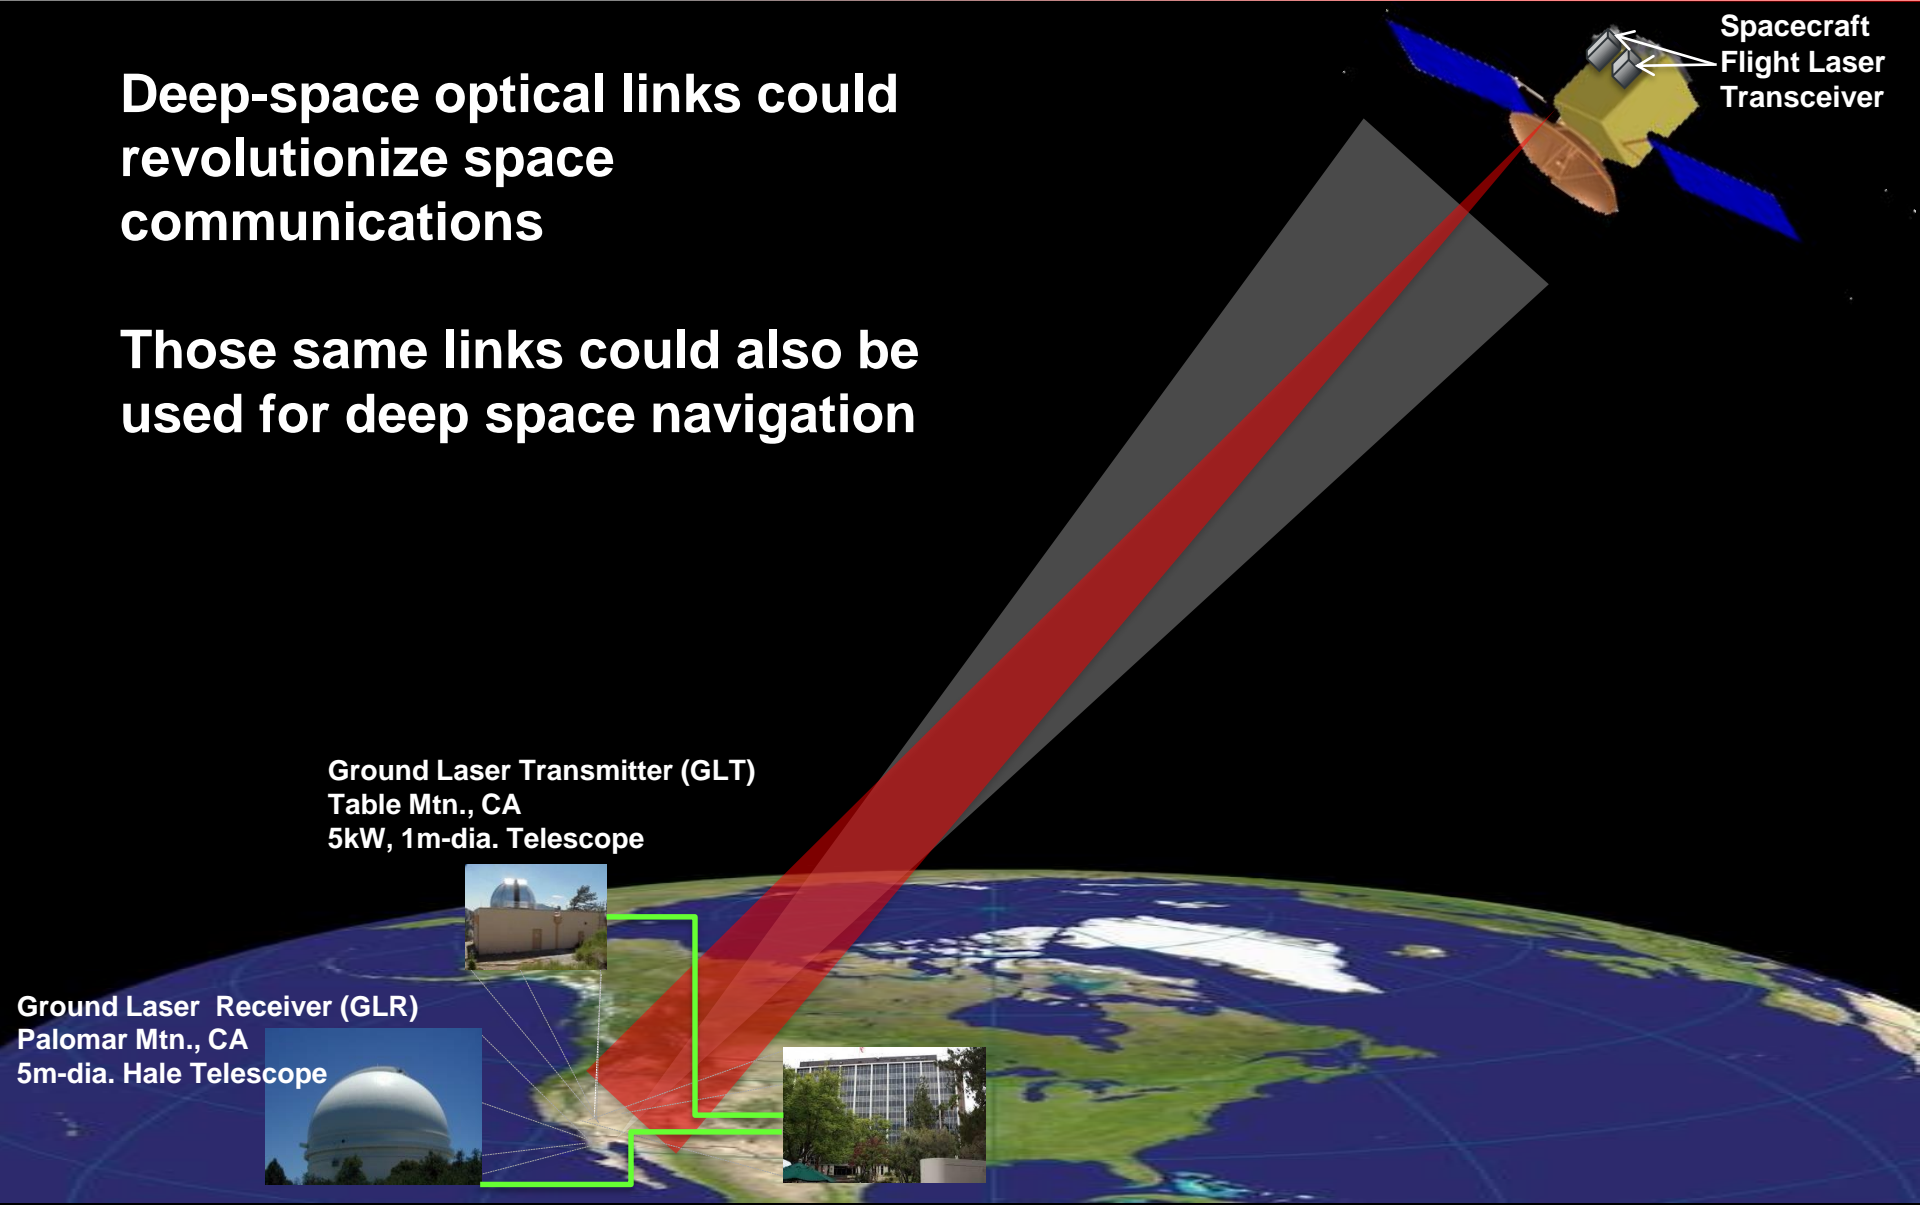 Spacecraft
Flight Laser
Transceiver
Deep-space optical links could
revolutionize space
communications
Those same links could also be
used for deep space navigation
Ground Laser Transmitter (GLT)
Table Mtn., CA
5kW, 1m-dia. Telescope
Ground Laser  Receiver (GLR)
Palomar Mtn., CA
5m-dia. Hale Telescope